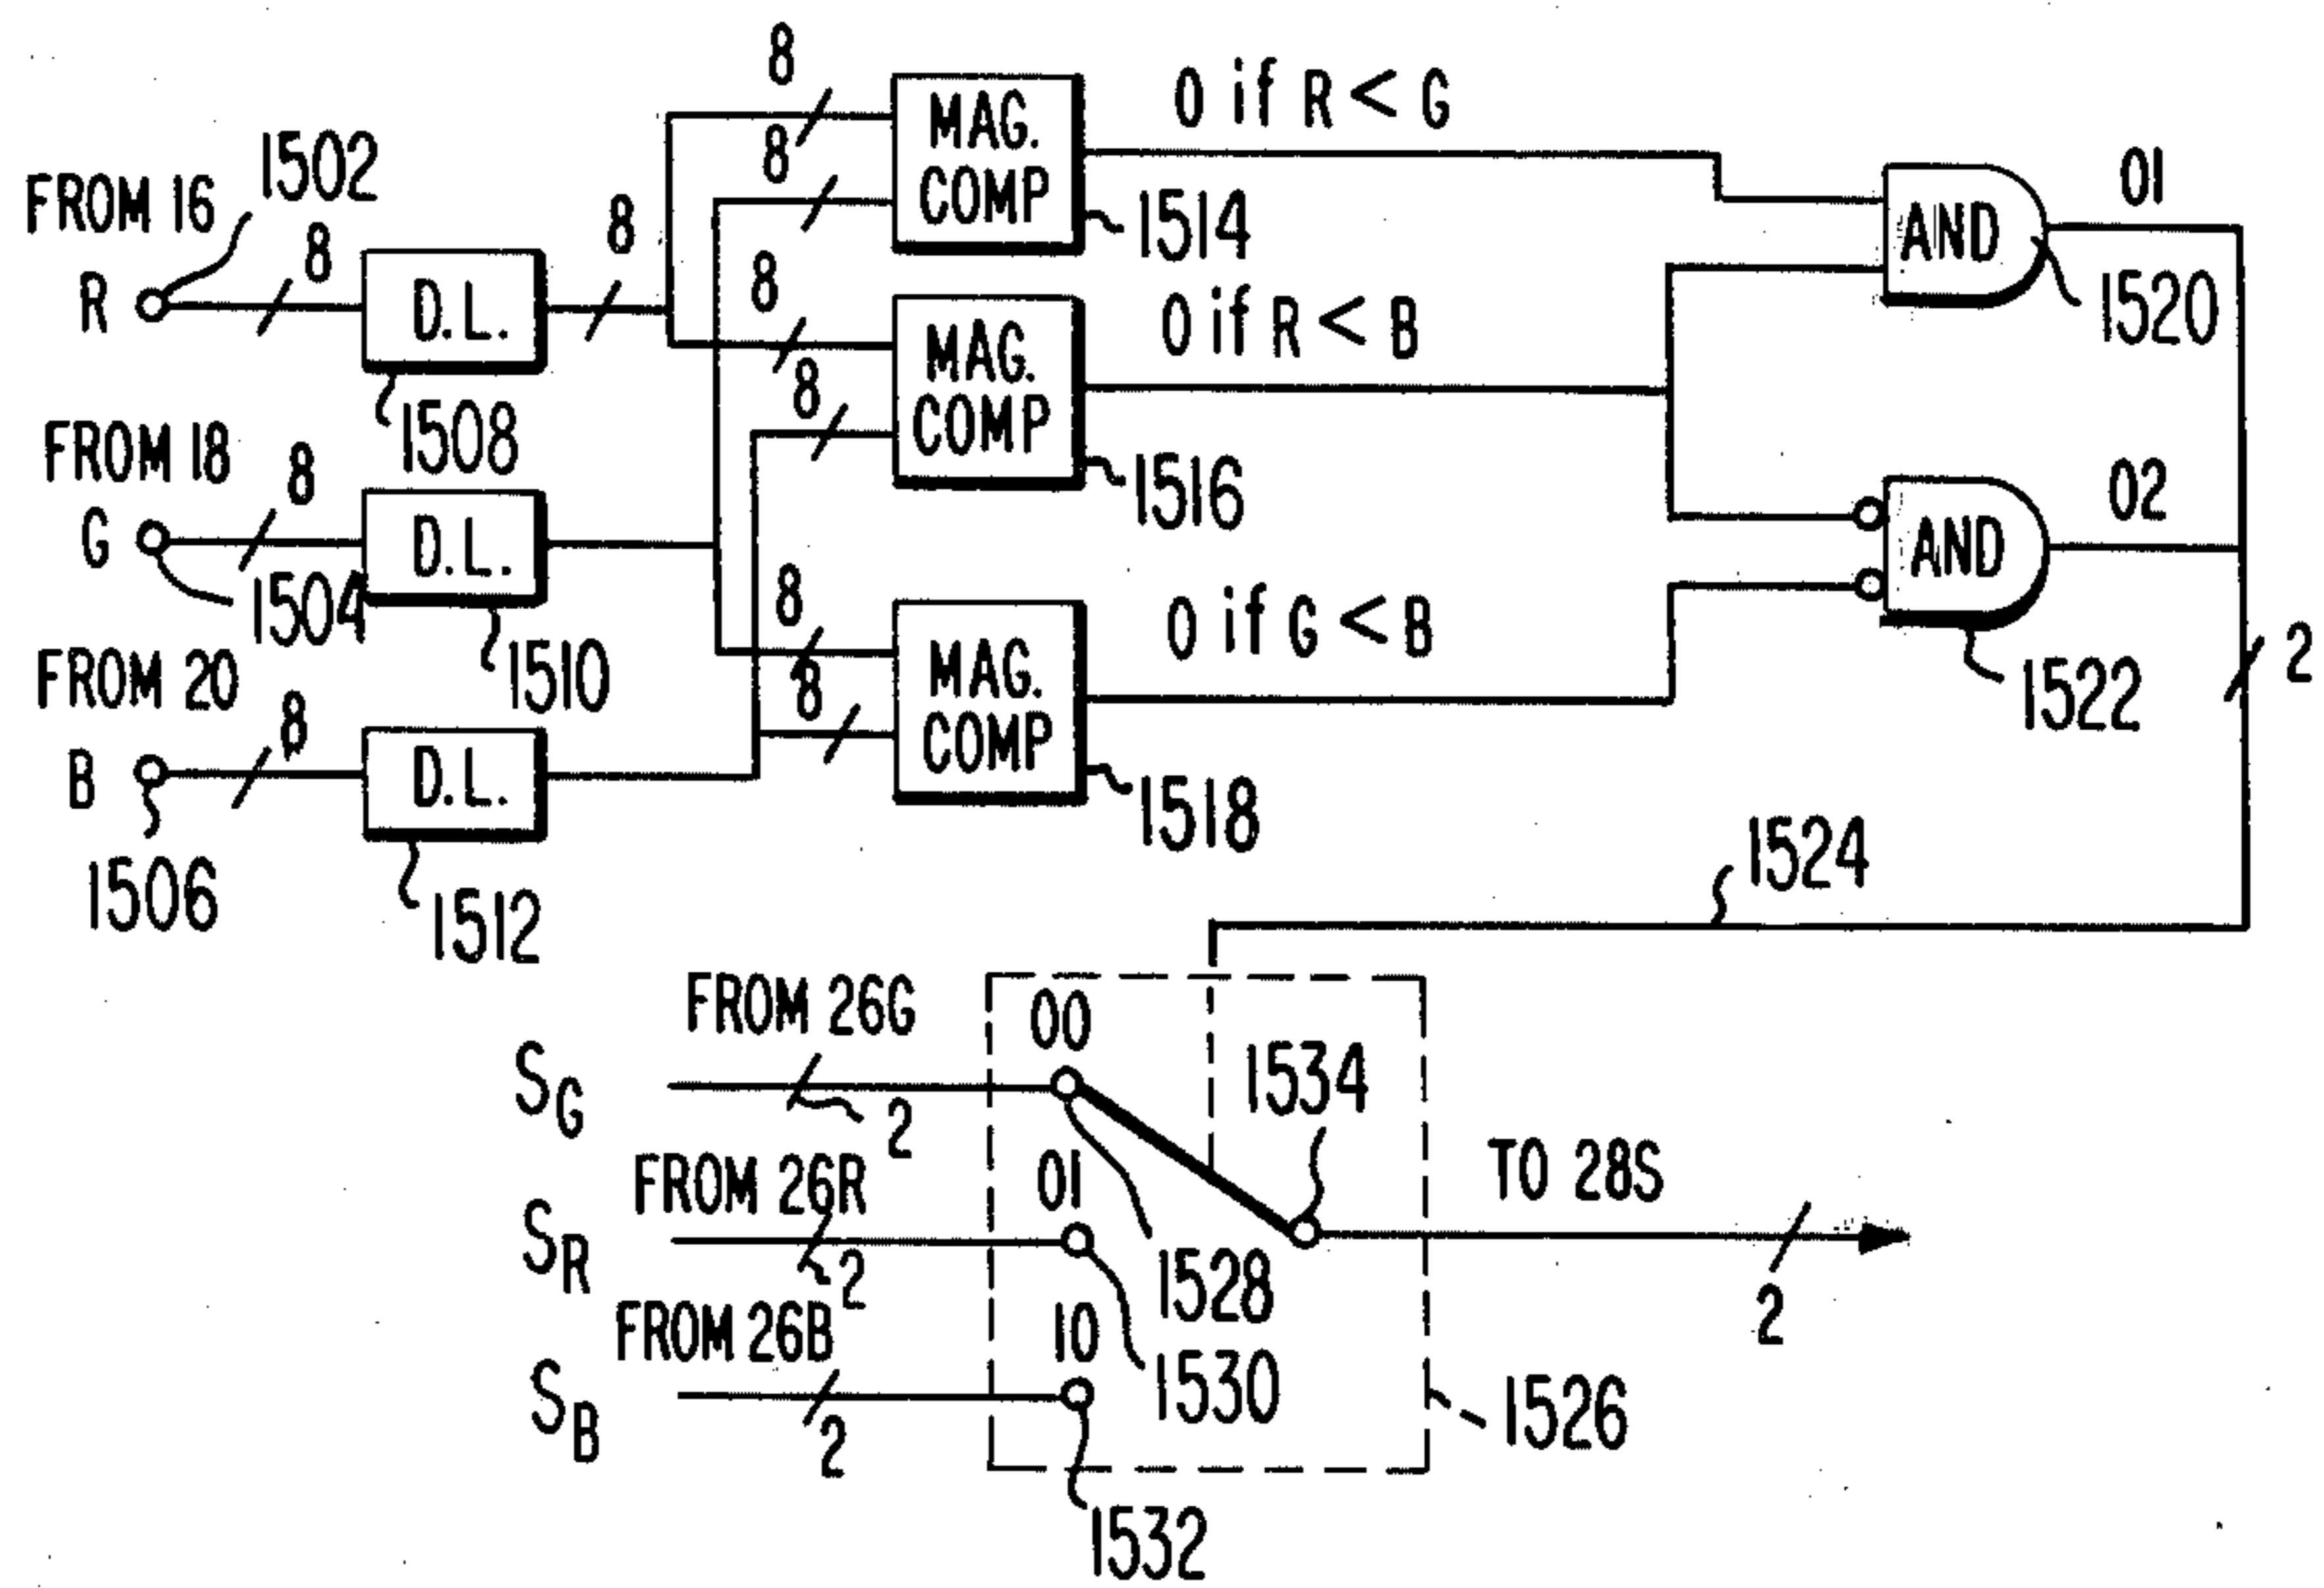 FROM 16
1502
R
8
D.L.
8
1508
FROM 18
G
8
1504
D.L.
1510
FROM 20
B
8
1506
D.L.
1512
8
8
MAG.
COMP
1514
0 if R < G
8
8
MAG.
COMP
1516
0 if R < B
8
8
MAG.
COMP
1518
0 if G < B
AND
01
1520
AND
02
1522
2
1524
FROM 26G
SG
2
00
1528
FROM 26R
SR
2
01
1530
FROM 26B
SB
2
10
1532
1534
1526
TO 28S
2